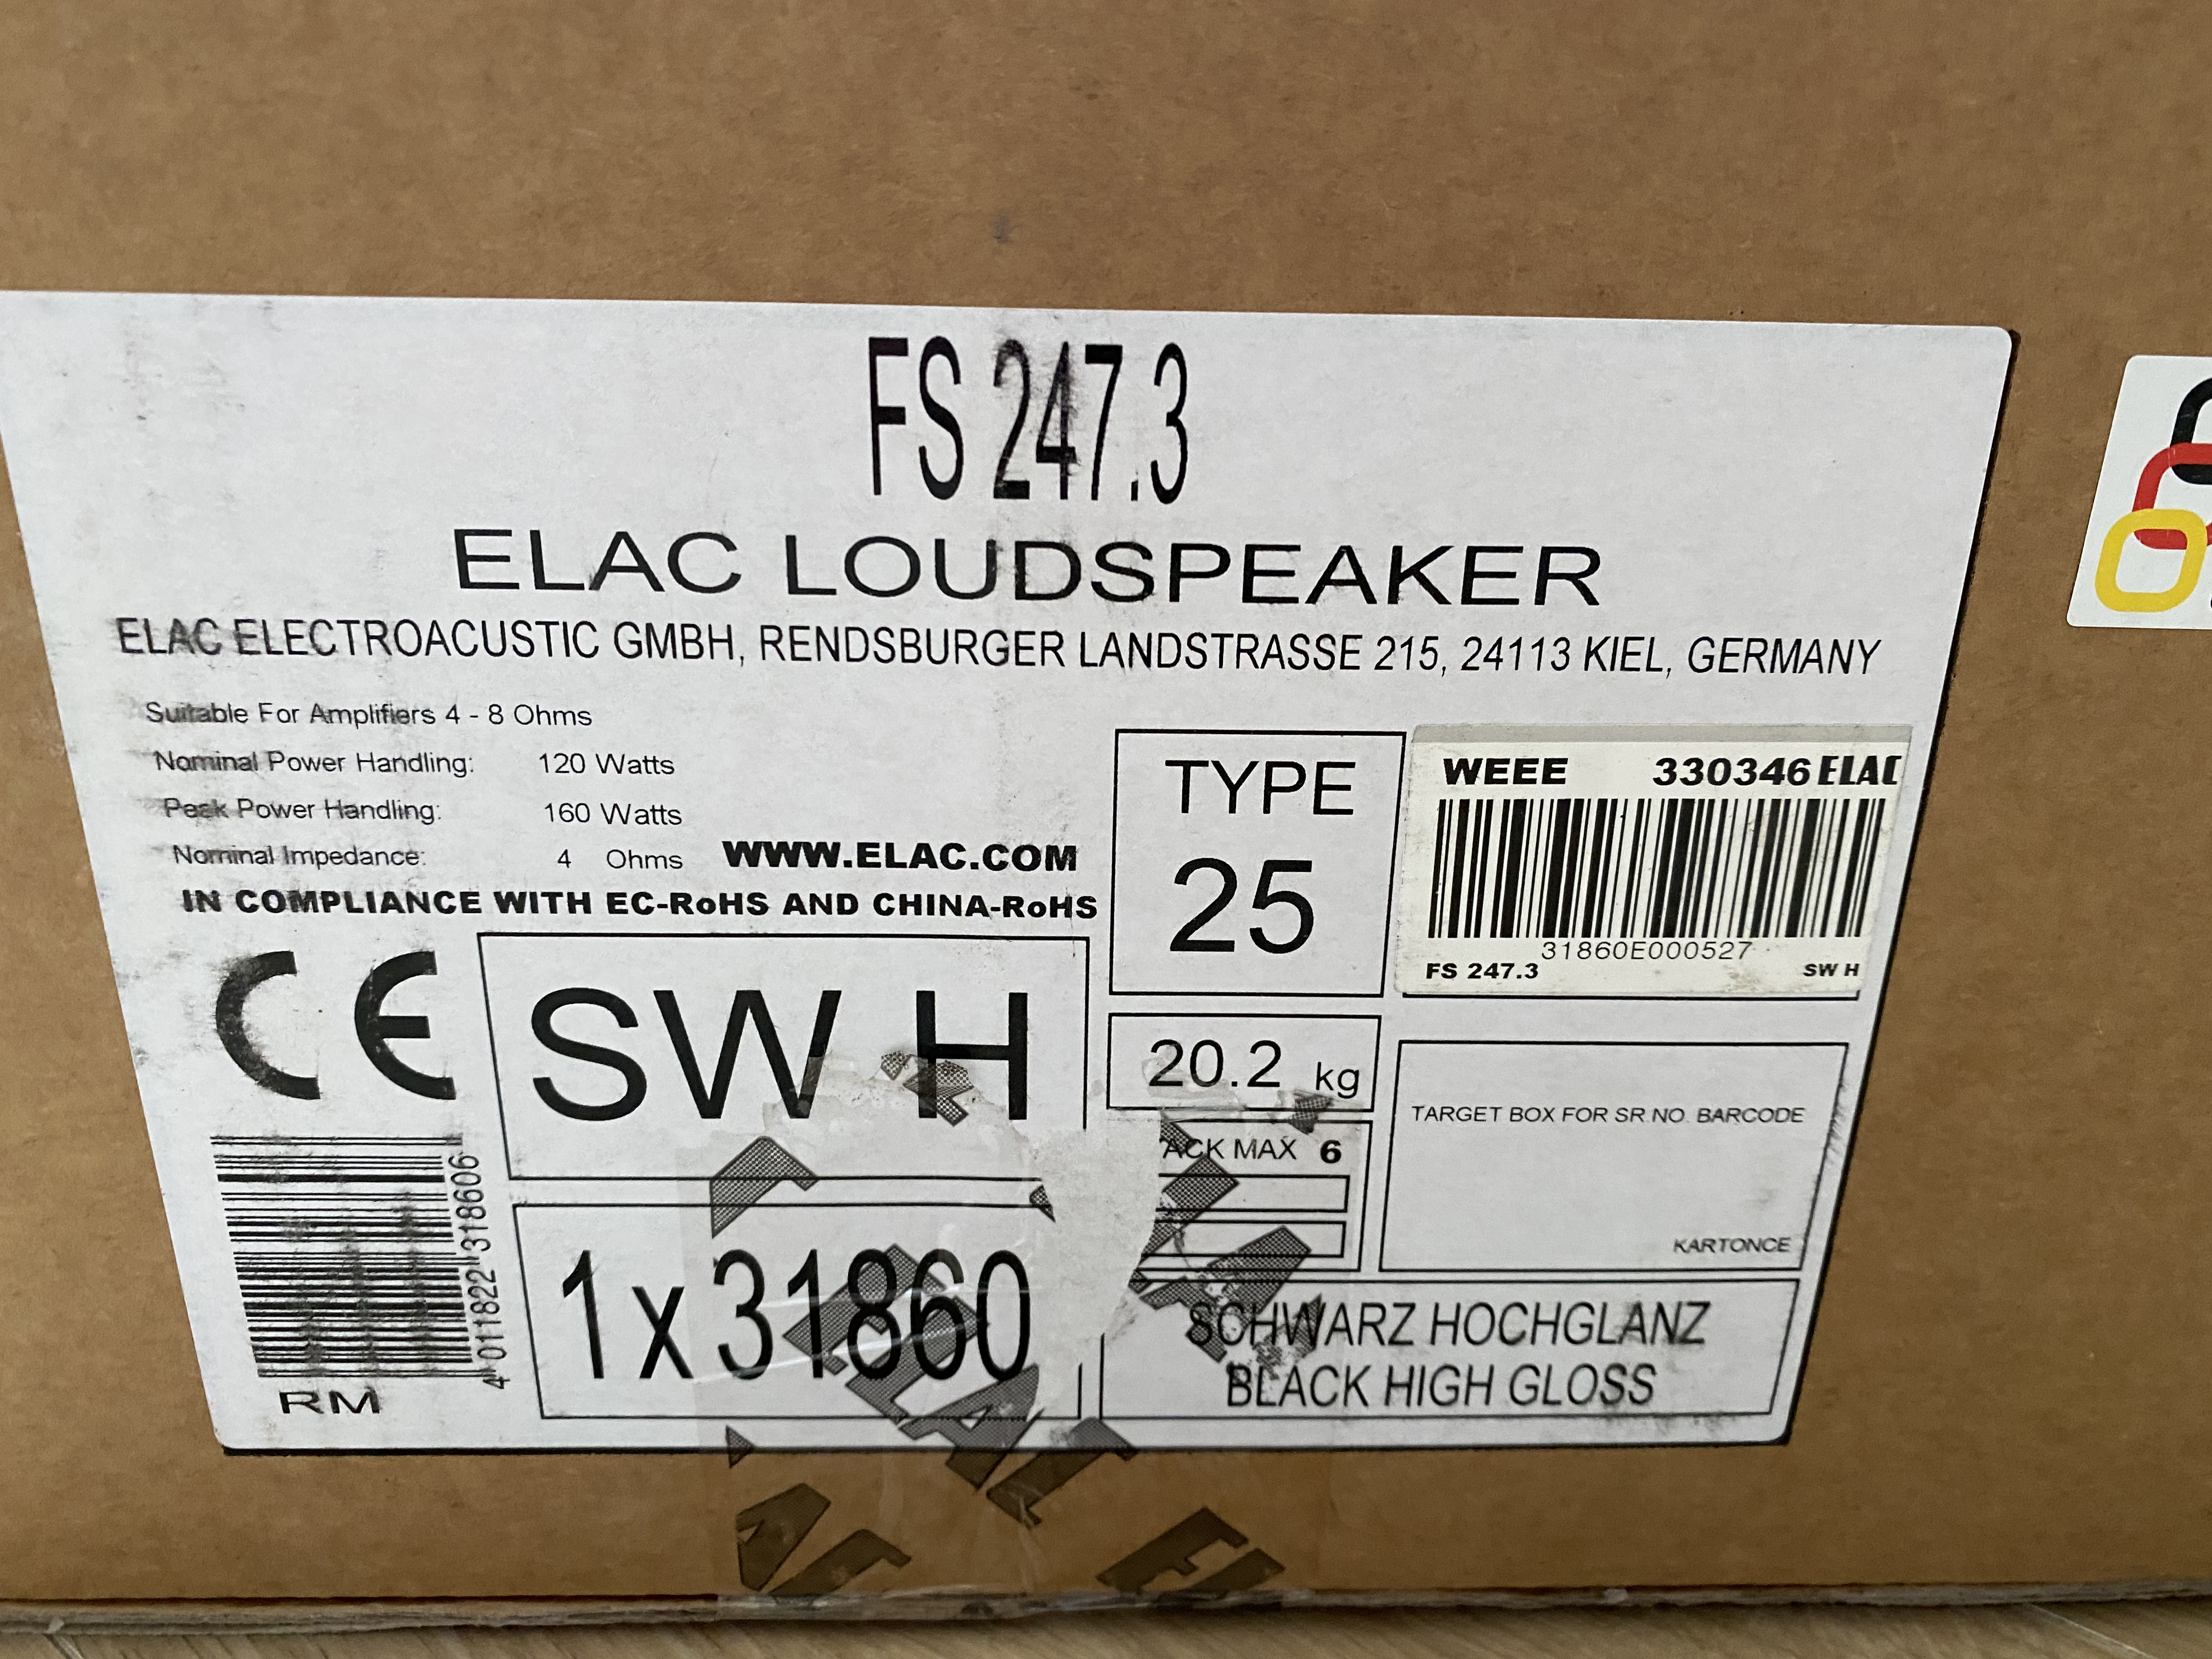 FS 247.3
ELAC LOUDSPEAKER
ELAC ELECTROACUSTIC GMBH, RENDSBURGER LANDSTRASSE 215, 24113 KIEL, GERMANY
Suitable For Amplifiers 4 - 8 Ohms
Nominal Power Handling: 120 Watts
Peak Power Handling: 160 Watts
Nominal Impedance: 4 Ohms
WWW.ELAC.COM
IN COMPLIANCE WITH EC-RoHS AND CHINA-RoHS
TYPE
25
WEEE 330346 ELAC
31860E000527
FS 247.3 SW H
CE
SW H
20.2 kg
ACK MAX 6
TARGET BOX FOR SR.NO. BARCODE
KARTONCE
4 011822 318606
RM
1 x 31860
SCHWARZ HOCHGLANZ
BLACK HIGH GLOSS